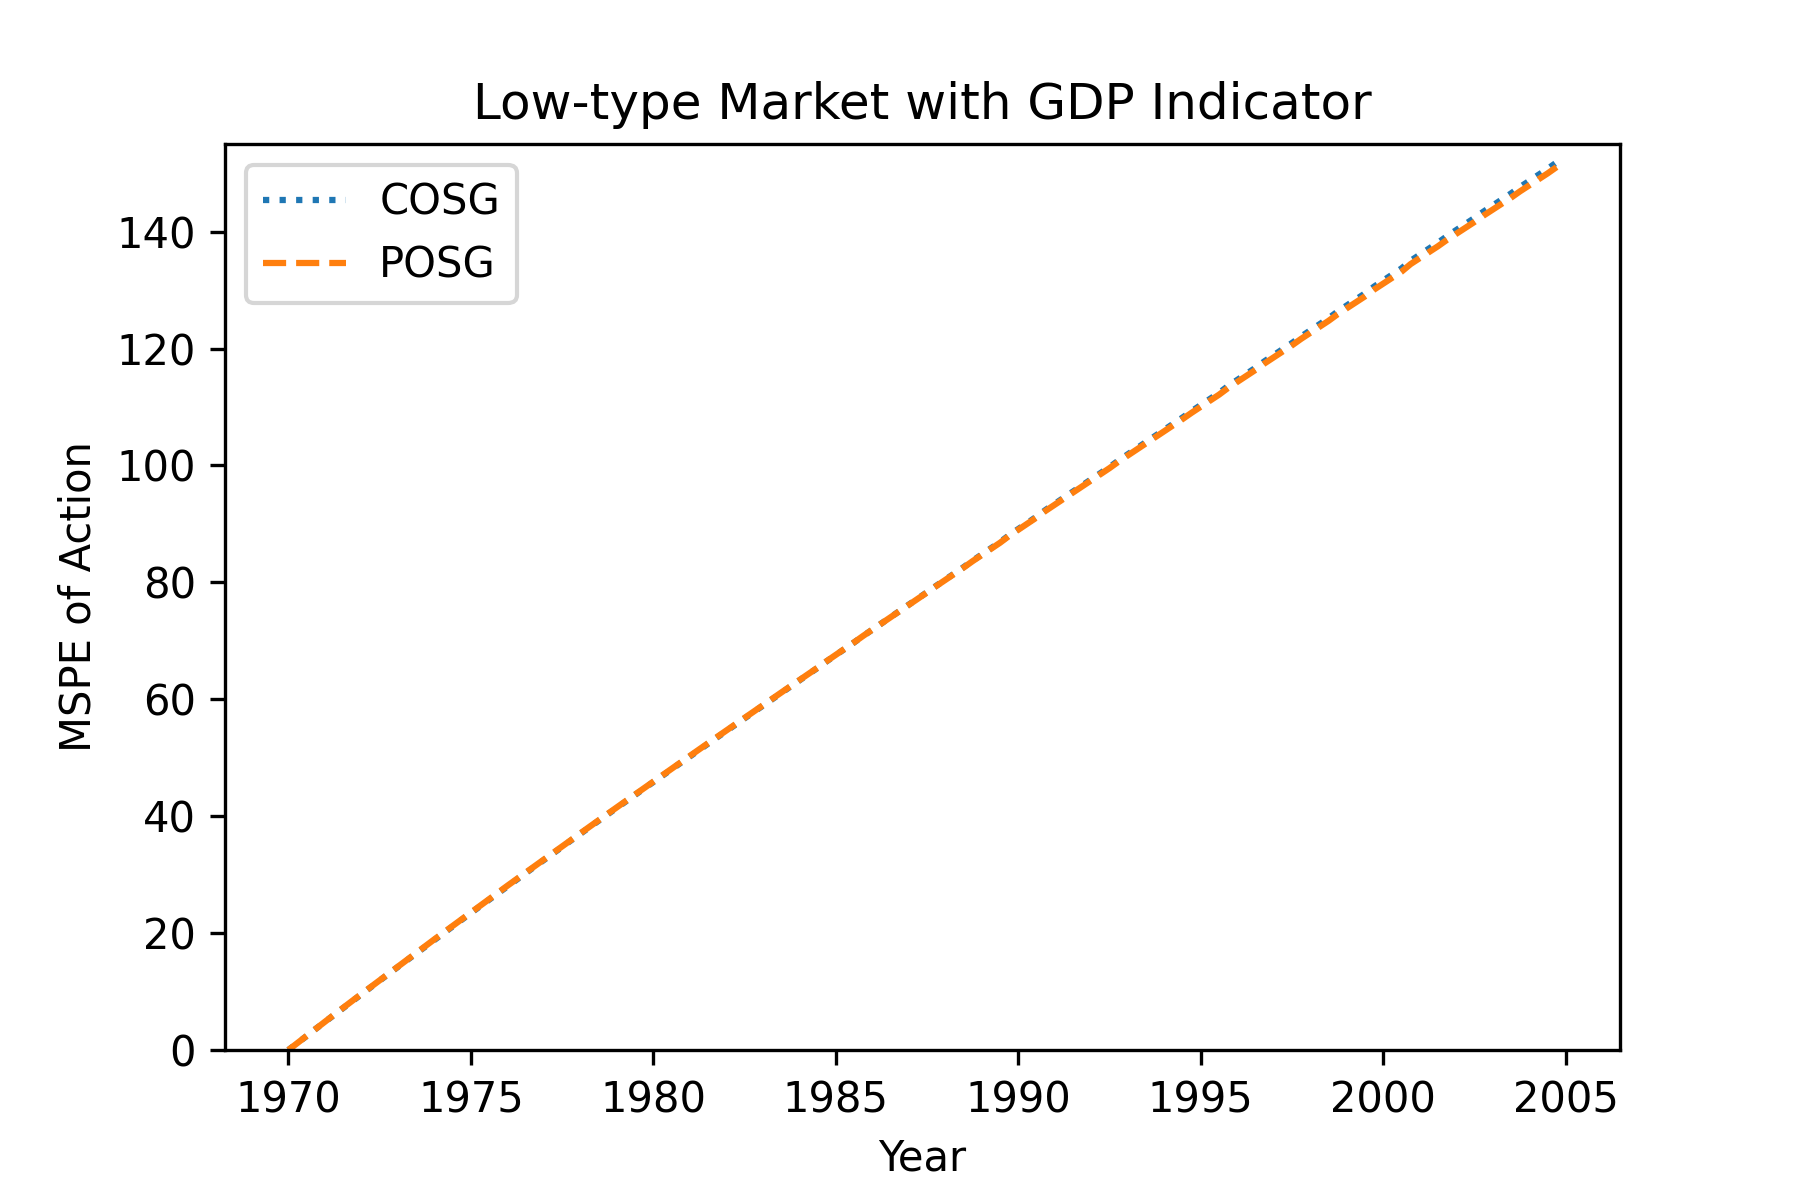 Low-type Market with GDP Indicator
COSG
POSG
MSPE of Action
140
120
100
80
60
40
20
0
1970 1975 1980 1985 1990 1995 2000 2005
Year